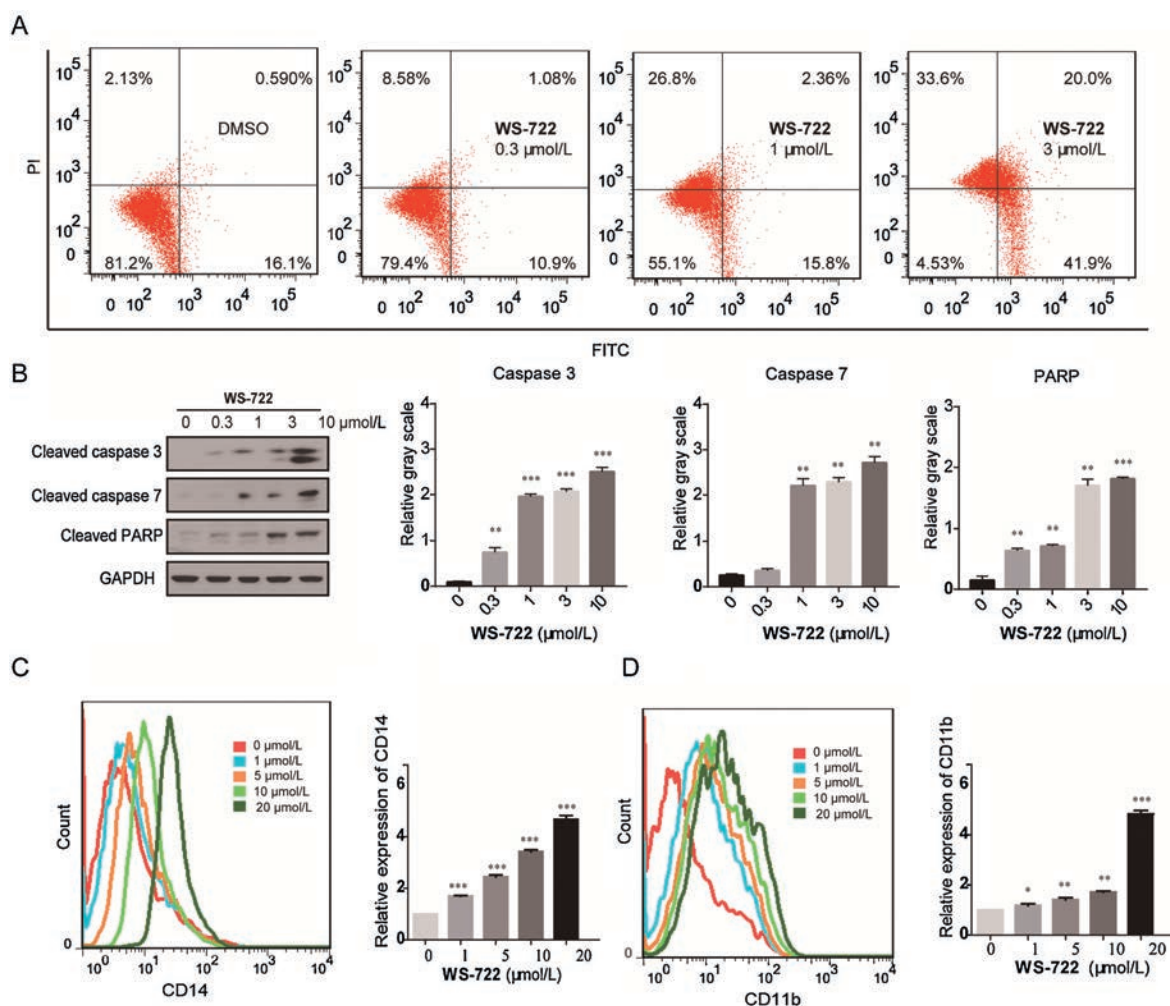 A
10⁵
10⁴
10³
10²
0
PI
2.13%
0.590%
DMSO
81.2%
16.1%
0 10² 10³ 10⁴ 10⁵
10⁵
10⁴
10³
10²
0
8.58%
1.08%
WS-722
0.3 µmol/L
79.4%
10.9%
0 10² 10³ 10⁴ 10⁵
10⁵
10⁴
10³
10²
0
26.8%
2.36%
WS-722
1 µmol/L
55.1%
15.8%
0 10² 10³ 10⁴ 10⁵
10⁵
10⁴
10³
10²
0
33.6%
20.0%
WS-722
3 µmol/L
4.53%
41.9%
0 10² 10³ 10⁴ 10⁵
FITC
B
WS-722
0 0.3 1 3 10 µmol/L
Cleaved caspase 3
Cleaved caspase 7
Cleaved PARP
GAPDH
Caspase 3
Relative gray scale
4
3
2
1
0
** *** *** ***
0 0.3 1 3 10
WS-722 (µmol/L)
Caspase 7
Relative gray scale
4
3
2
1
0
** ** **
0 0.3 1 3 10
WS-722 (µmol/L)
PARP
Relative gray scale
3
2
1
0
** ** ** ***
0 0.3 1 3 10
WS-722 (µmol/L)
C
Count
0
0 µmol/L
1 µmol/L
5 µmol/L
10 µmol/L
20 µmol/L
10⁰ 10¹ 10² 10³ 10⁴
CD14
Relative expression of CD14
6
4
2
0
*** *** *** ***
0 1 5 10 20
WS-722 (µmol/L)
D
Count
0
0 µmol/L
1 µmol/L
5 µmol/L
10 µmol/L
20 µmol/L
10⁰ 10¹ 10² 10³ 10⁴
CD11b
Relative expression of CD11b
6
4
2
0
* ** ** ***
0 1 5 10 20
WS-722 (µmol/L)